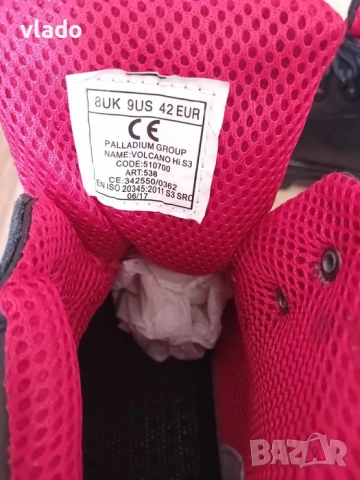 vlado
8UK 9US 42 EUR
CE
PALLADIUM GROUP
NAME:VOLCANO Hi S3
CODE:510700
ART:538
CE:342550/0362
EN ISO 20345:2011 S3 SRC
06/17
BAZAR